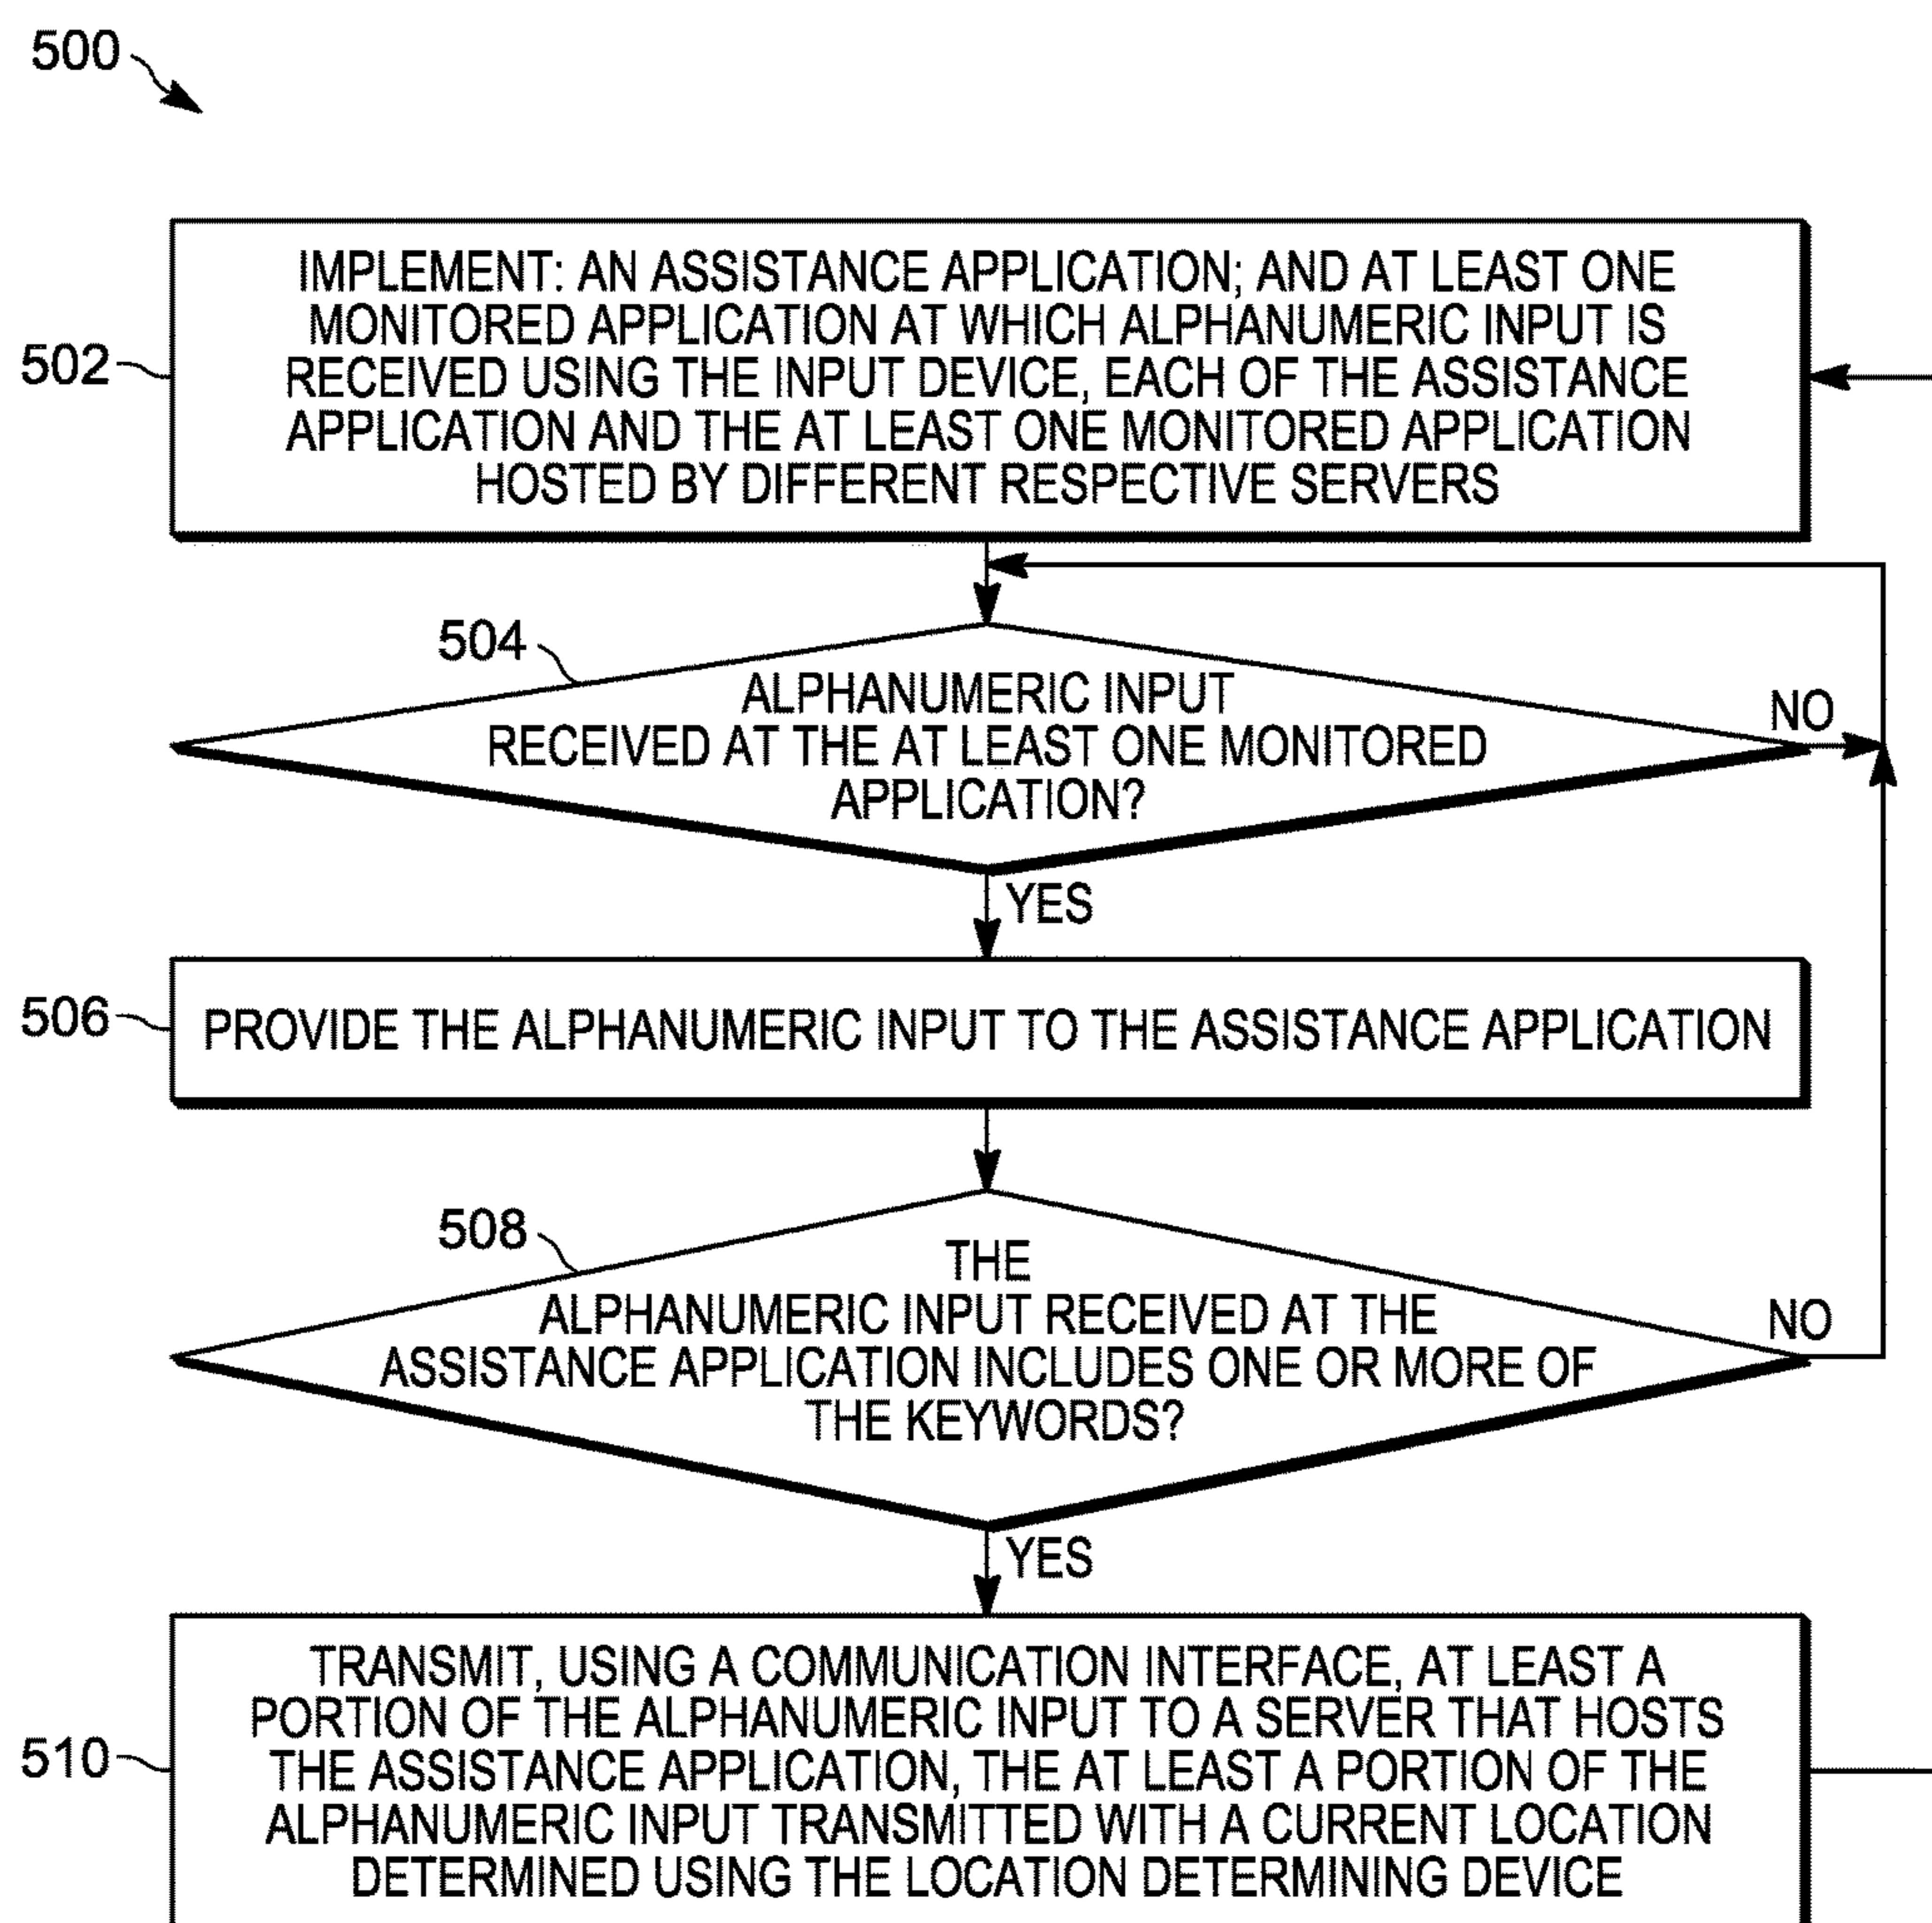 500
502
IMPLEMENT: AN ASSISTANCE APPLICATION; AND AT LEAST ONE
MONITORED APPLICATION AT WHICH ALPHANUMERIC INPUT IS
RECEIVED USING THE INPUT DEVICE, EACH OF THE ASSISTANCE
APPLICATION AND THE AT LEAST ONE MONITORED APPLICATION
HOSTED BY DIFFERENT RESPECTIVE SERVERS
504
ALPHANUMERIC INPUT
RECEIVED AT THE AT LEAST ONE MONITORED
APPLICATION?
NO
YES
506
PROVIDE THE ALPHANUMERIC INPUT TO THE ASSISTANCE APPLICATION
508
THE
ALPHANUMERIC INPUT RECEIVED AT THE
ASSISTANCE APPLICATION INCLUDES ONE OR MORE OF
THE KEYWORDS?
NO
YES
510
TRANSMIT, USING A COMMUNICATION INTERFACE, AT LEAST A
PORTION OF THE ALPHANUMERIC INPUT TO A SERVER THAT HOSTS
THE ASSISTANCE APPLICATION, THE AT LEAST A PORTION OF THE
ALPHANUMERIC INPUT TRANSMITTED WITH A CURRENT LOCATION
DETERMINED USING THE LOCATION DETERMINING DEVICE